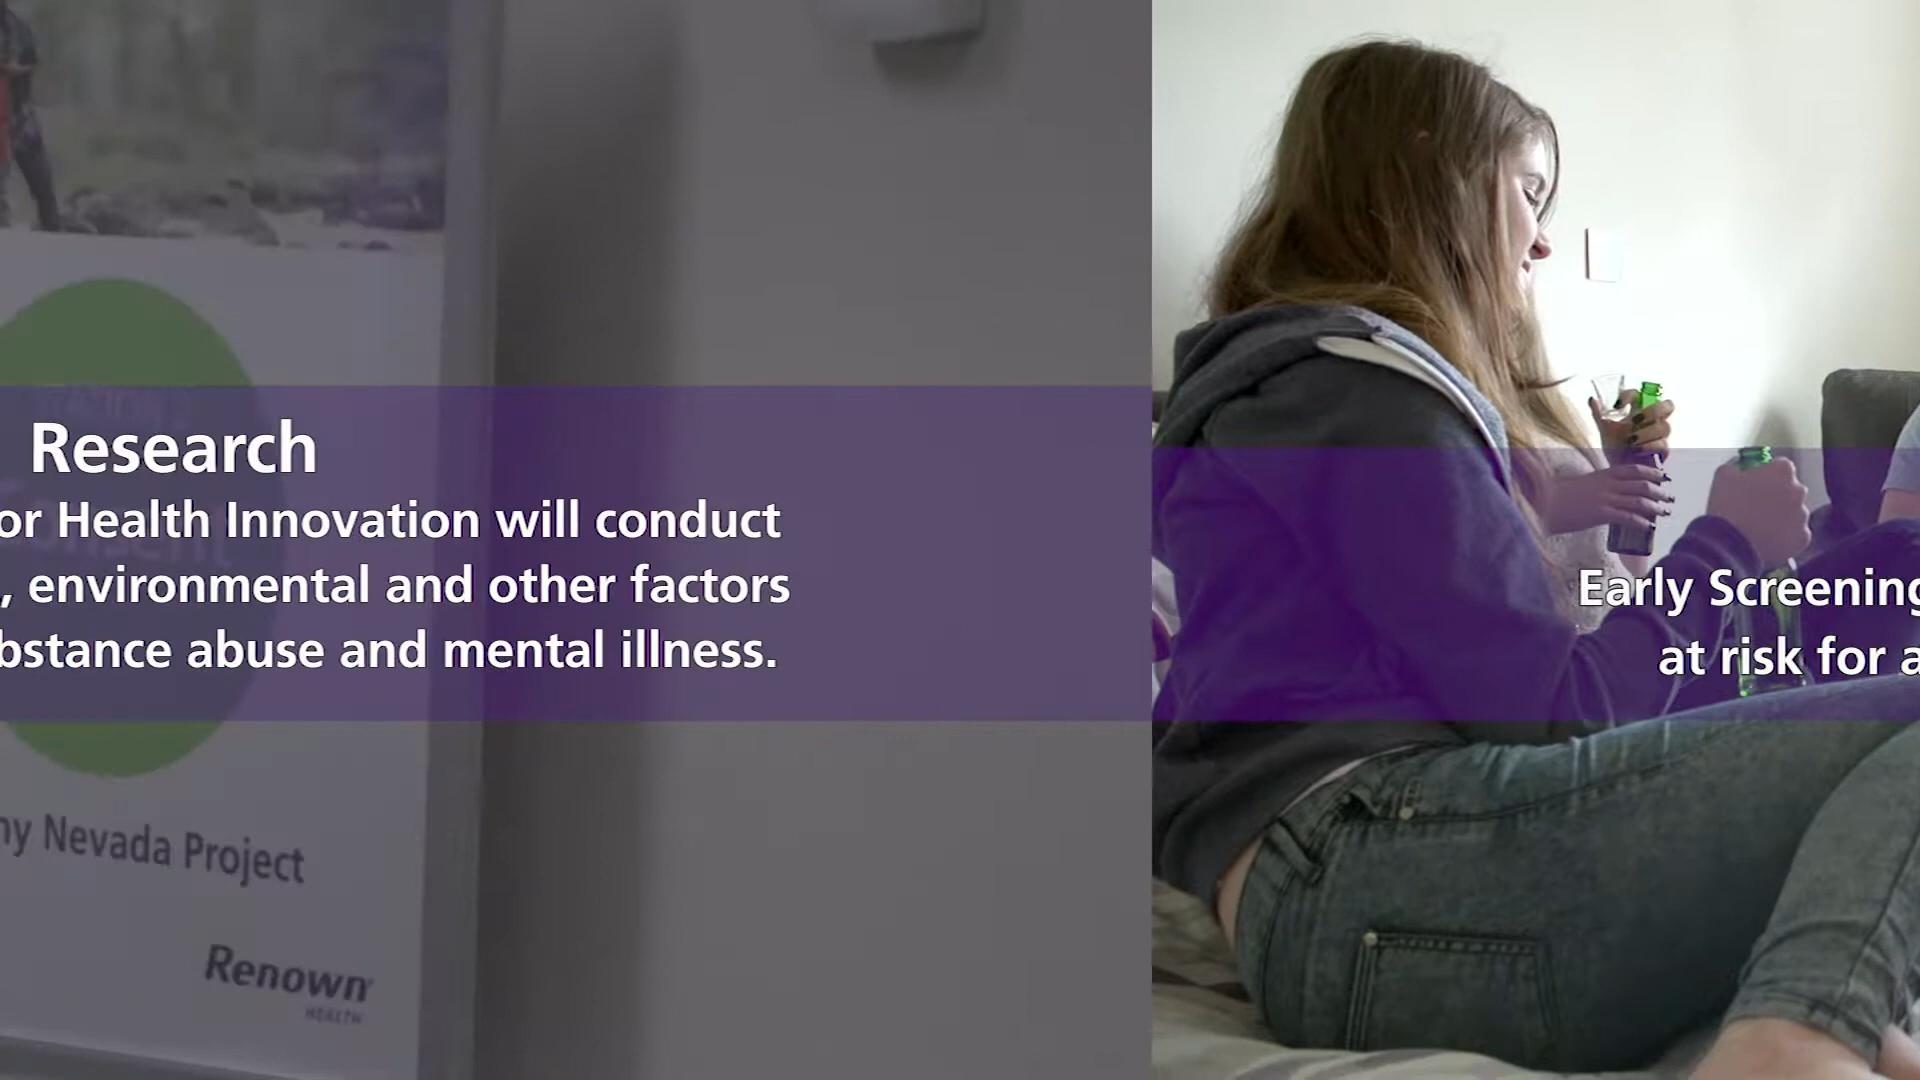 Research
or Health Innovation will conduct
, environmental and other factors
bstance abuse and mental illness.
Early Screening
at risk for a
ny Nevada Project
Renown
HEALTH